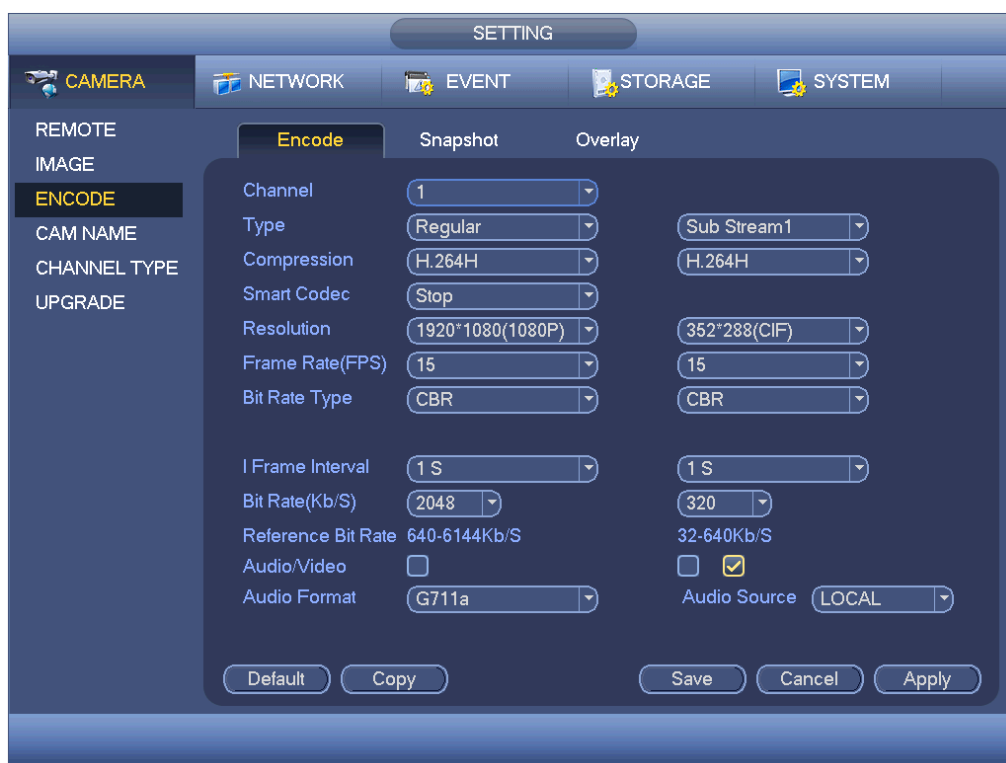 SETTING
CAMERA NETWORK EVENT STORAGE SYSTEM
REMOTE
IMAGE
ENCODE
CAM NAME
CHANNEL TYPE
UPGRADE
Encode Snapshot Overlay
Channel 1
Type Regular Sub Stream1
Compression H.264H H.264H
Smart Codec Stop
Resolution 1920*1080(1080P) 352*288(CIF)
Frame Rate(FPS) 15 15
Bit Rate Type CBR CBR
I Frame Interval 1 S 1 S
Bit Rate(Kb/S) 2048 320
Reference Bit Rate 640-6144Kb/S 32-640Kb/S
Audio/Video
Audio Format G711a Audio Source LOCAL
Default Copy Save Cancel Apply